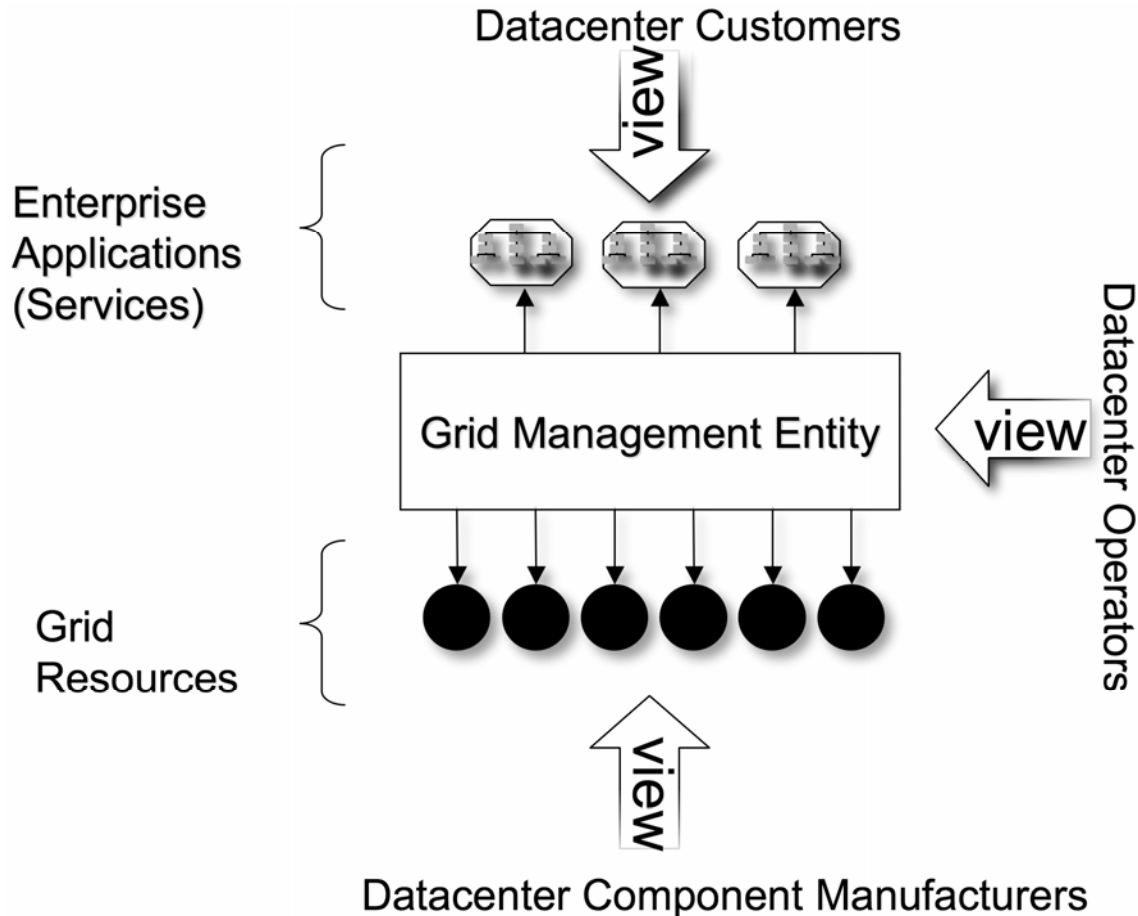 Datacenter Customers
view
Enterprise
Applications
(Services)
Grid Management Entity
view
Datacenter Operators
Grid
Resources
view
Datacenter Component Manufacturers